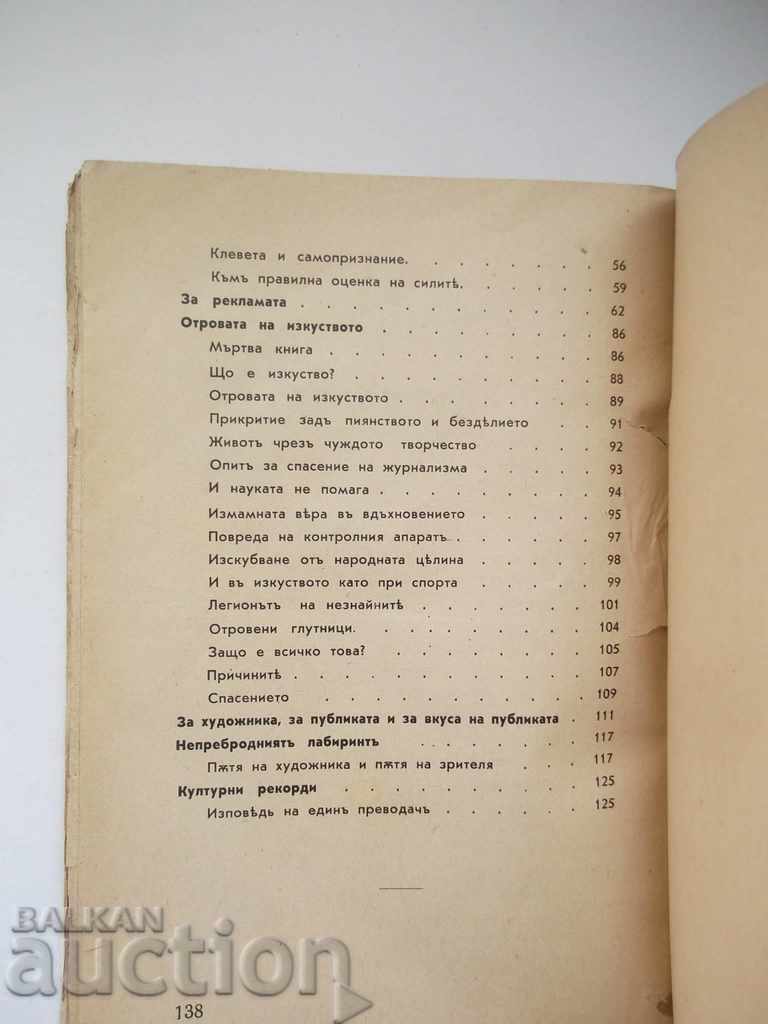 Клевета и самопризнание. . . . . . . . 56
Къмъ правилна оценка на силитѣ. . . . . . 59
За рекламата . . . . . . . . . . . . . 62
Отровата на изкуството . . . . . . . . . . 86
Мъртва книга . . . . . . . . . . . . 86
Що е изкуство? . . . . . . . . . . . 88
Отровата на изкуството . . . . . . . . . 89
Прикритие задъ пиянството и бездѣлието . . 91
Животъ чрезъ чуждото творчество . . . . . 92
Опитъ за спасение на журнализма . . . . . 93
И науката не помага . . . . . . . . . . 94
Измамната вѣра въ вдъхновението . . . . . 95
Повреда на контролния апаратъ. . . . . . 97
Изскубване отъ народната цѣлина . . . . . 98
И въ изкуството като при спорта . . . . . 99
Легионътъ на незнайнитѣ . . . . . . . 101
Отровени глутници. . . . . . . . . . 104
Защо е всичко това? . . . . . . . . . 105
Причинитѣ . . . . . . . . . . . . 107
Спасението . . . . . . . . . . . 109
За художника, за публиката и за вкуса на публиката . 111
Непребродниятъ лабиринтъ . . . . . . . 117
Пѫтя на художника и пѫтя на зрителя . . . 117
Културни рекорди . . . . . . . . . . 125
Изповѣдь на единъ преводачъ . . . . . . 125
138
BALKAN
auction